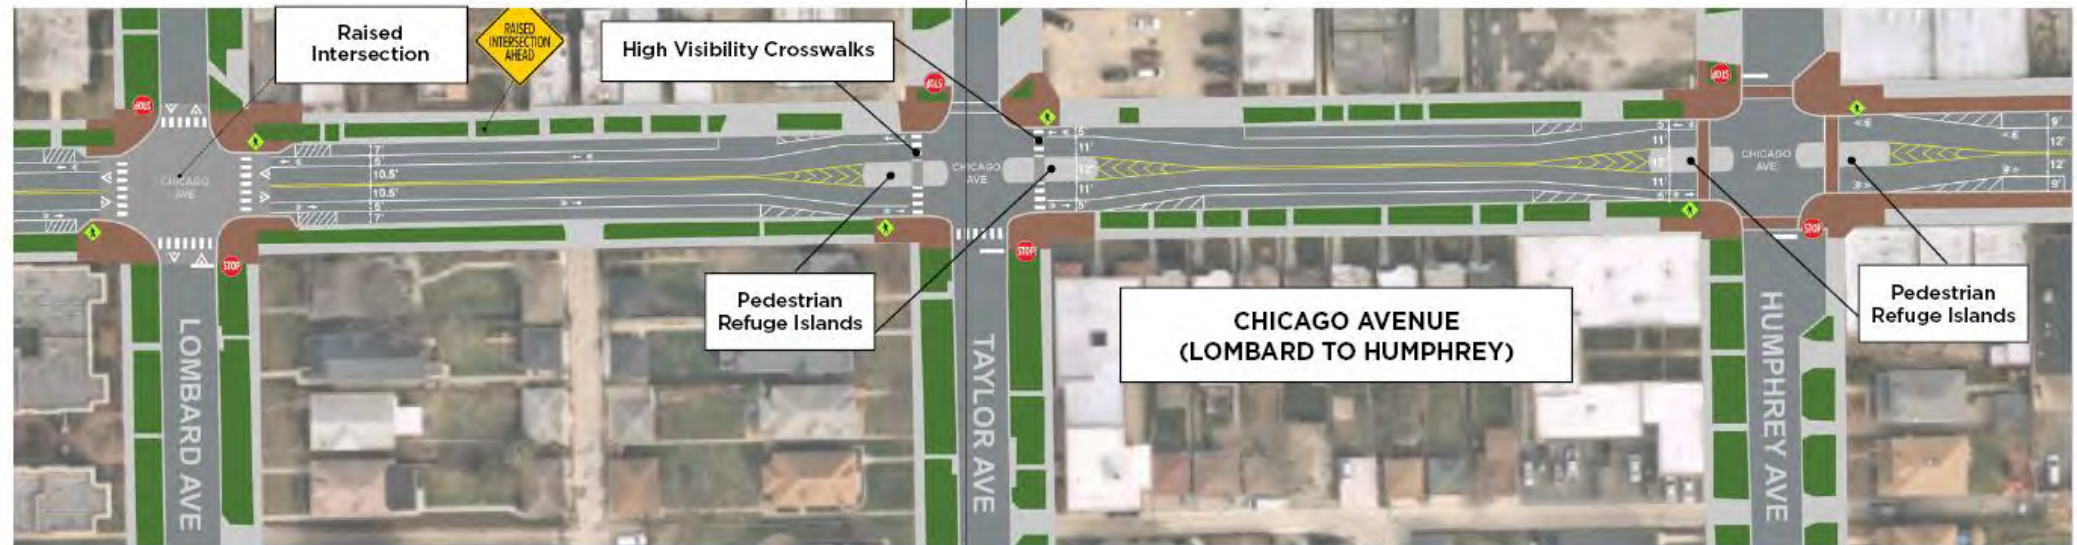 Raised
Intersection
RAISED
INTERSECTION
AHEAD
High Visibility Crosswalks
STOP
STOP
STOP
CHICAGO
AVE
CHICAGO
AVE
CHICAGO
AVE
7'
5'
10.5'
10.5'
5'
7'
5'
11'
12'
11'
5'
5'
11'
11'
9'
12'
12'
9'
STOP
STOP
STOP
Pedestrian
Refuge Islands
CHICAGO AVENUE
(LOMBARD TO HUMPHREY)
Pedestrian
Refuge Islands
LOMBARD AVE
TAYLOR AVE
HUMPHREY AVE